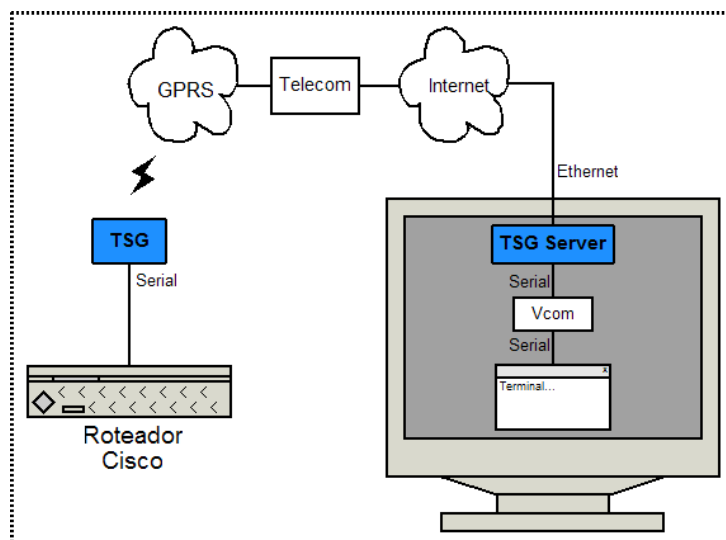 GPRS
Telecom
Internet
Ethernet
TSG
Serial
TSG Server
Serial
Vcom
Serial
x
Terminal...
Roteador
Cisco